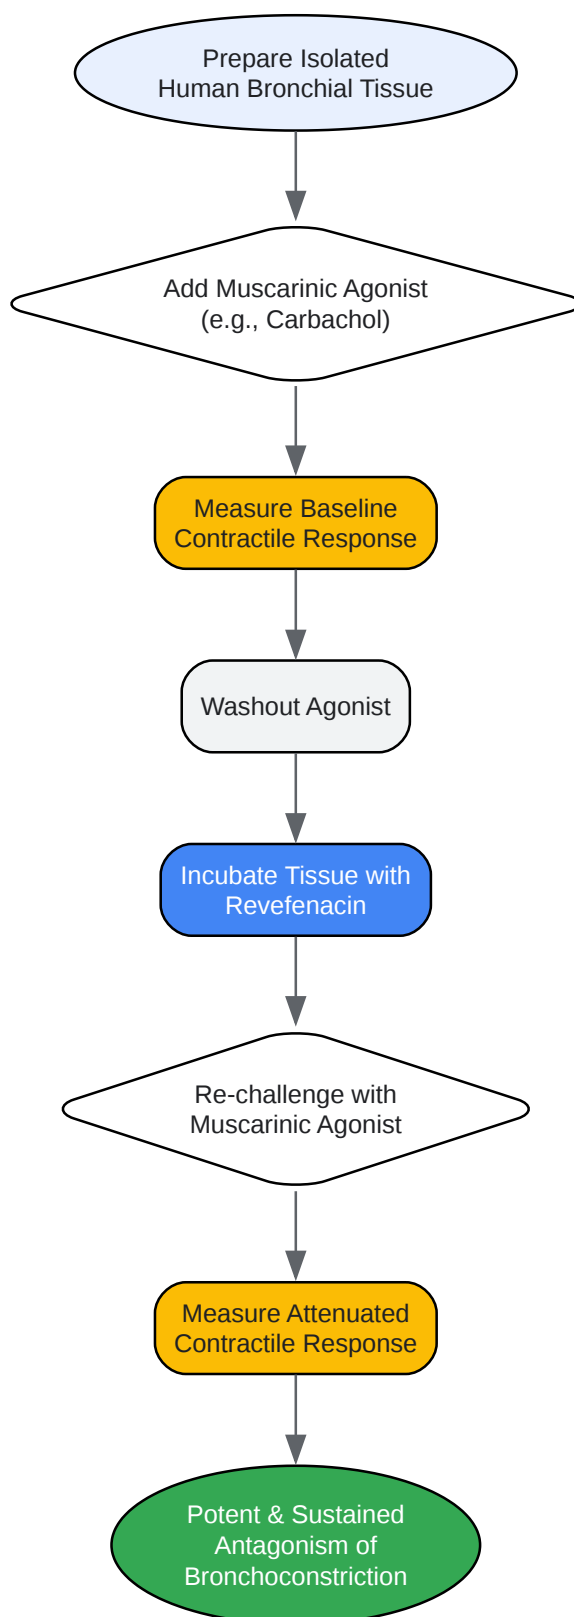 Prepare Isolated
Human Bronchial Tissue
Add Muscarinic Agonist
(e.g., Carbachol)
Measure Baseline
Contractile Response
Washout Agonist
Incubate Tissue with
Revefenacin
Re-challenge with
Muscarinic Agonist
Measure Attenuated
Contractile Response
Potent & Sustained
Antagonism of
Bronchoconstriction